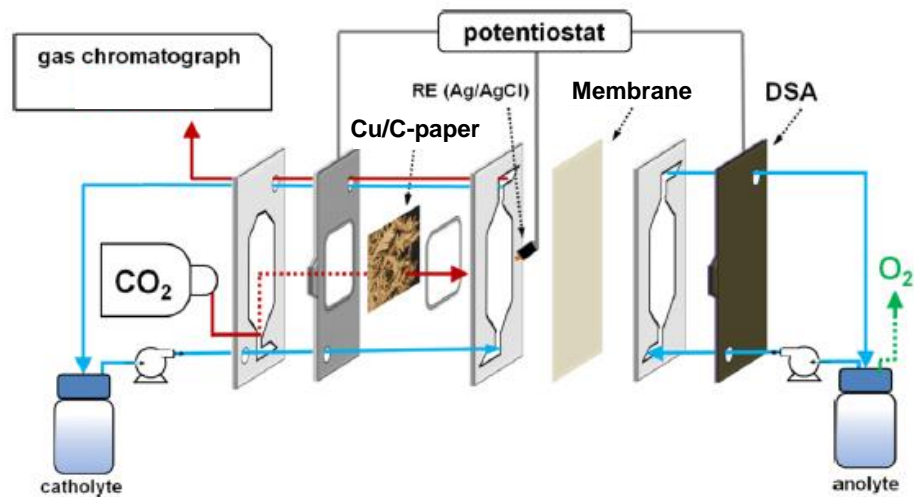 potentiostat
gas chromatograph
RE (Ag/AgCl)
Membrane
DSA
Cu/C-paper
CO₂
O₂
catholyte
anolyte